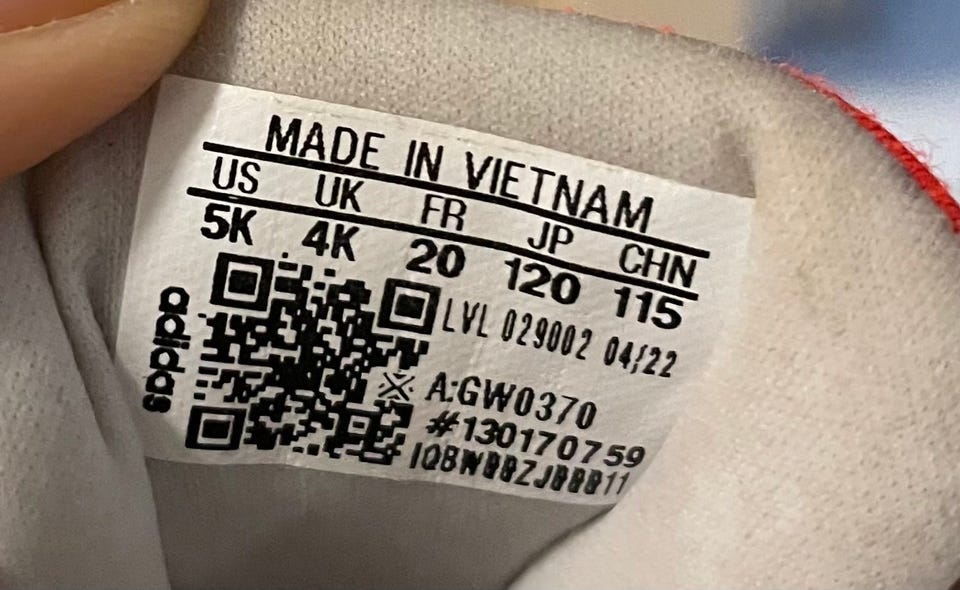 MADE IN VIETNAM
US UK FR JP CHN
5K 4K 20 120 115
LVL 029002 04/22
A:GW0370
#130170759
adidas